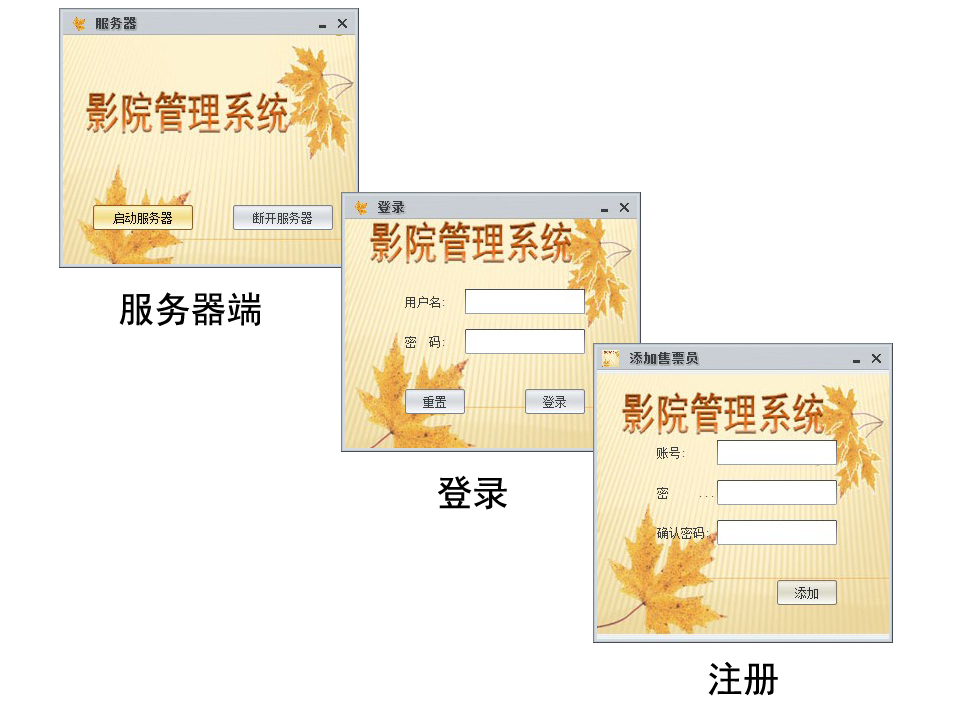 服务器
影院管理系统
启动服务器
断开服务器
服务器端
登录
影院管理系统
用户名:
密 码:
重置
登录
登录
添加售票员
影院管理系统
账号:
密 ...
确认密码:
添加
注册